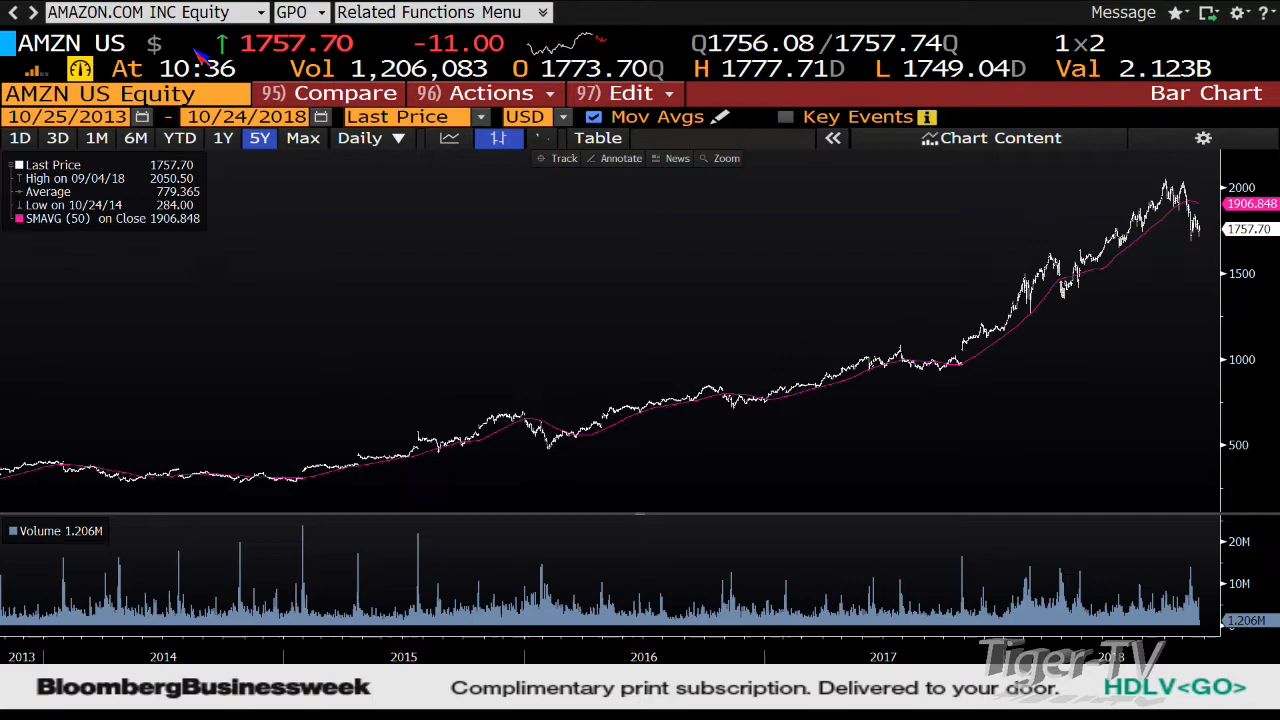 AMAZON.COM INC Equity GPO Related Functions Menu Message ?
AMZN US $ ↑ 1757.70 -11.00 Q1756.08/1757.74Q 1×2
At 10:36 Vol 1,206,083 O 1773.70Q H 1777.71D L 1749.04D Val 2.123B
AMZN US Equity 95) Compare 96) Actions 97) Edit Bar Chart
10/25/2013 - 10/24/2018 Last Price USD Mov Avgs Key Events
1D 3D 1M 6M YTD 1Y 5Y Max Daily ▼ Table « Chart Content
Track Annotate News Zoom
Last Price 1757.70
High on 09/04/18 2050.50
Average 779.365
Low on 10/24/14 284.00
SMAVG (50) on Close 1906.848
2000
1906.848
1757.70
1500
1000
500
Volume 1.206M
20M
10M
1.206M
0
2013 2014 2015 2016 2017 2018
Tiger TV
BloombergBusinessweek Complimentary print subscription. Delivered to your door. HDLV<GO>